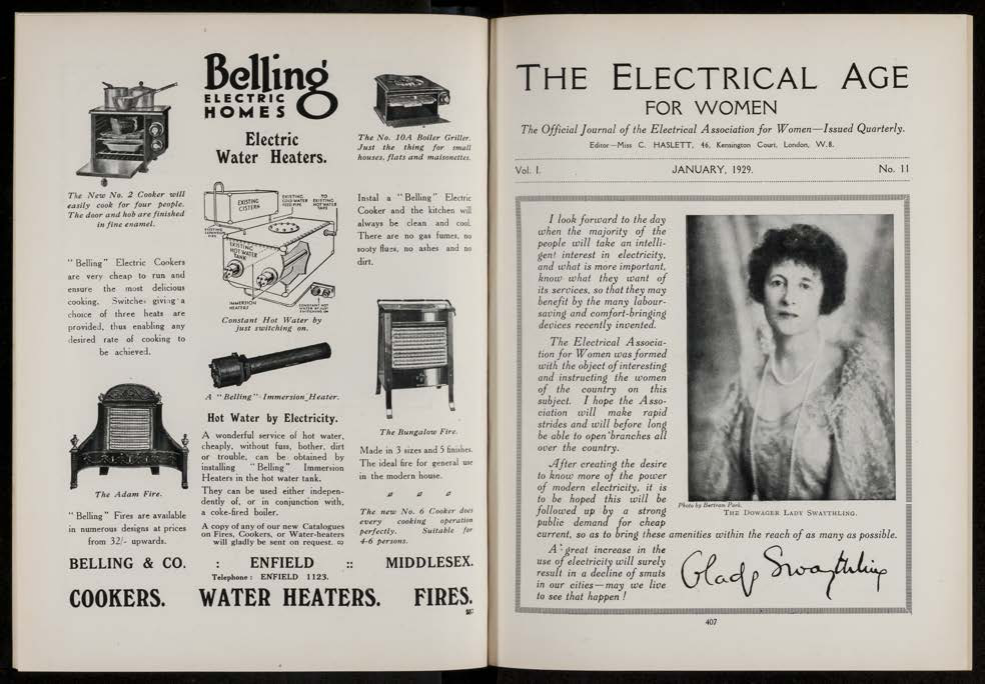 Belling
ELECTRIC
HOMES
Electric
Water Heaters.
The New No. 2 Cooker will
easily cook for four people.
The door and hob are finished
in fine enamel.
"Belling" Electric Cookers
are very cheap to run and
ensure the most delicious
cooking. Switches giving a
choice of three heats are
provided, thus enabling any
desired rate of cooking to
be achieved.
The Adam Fire.
"Belling" Fires are available
in numerous designs at prices
from 32/- upwards.
EXISTING
CISTERN
EXISTING
COLD WATER
FEED PIPE
TO
EXISTING
HOT WATER
TANK
EXISTING
HOT WATER
TANK
IMMERSION
HEATERS
Constant Hot Water by
just switching on.
A "Belling" Immersion Heater.
Hot Water by Electricity.
A wonderful service of hot water,
cheaply, without fuss, bother, dirt
or trouble, can be obtained by
installing "Belling" Immersion
Heaters in the hot water tank.
They can be used either indepen-
dently of, or in conjunction with,
a coke-fired boiler.
A copy of any of our new Catalogues
on Fires, Cookers, or Water-heaters
will gladly be sent on request.
The No. 10A Boiler Griller.
Just the thing for small
houses, flats and maisonettes.
Instal a "Belling" Electric
Cooker and the kitchen will
always be clean and cool.
There are no gas fumes, no
sooty flues, no ashes and no
dirt.
The Bungalow Fire.
Made in 3 sizes and 5 finishes.
The ideal fire for general use
in the modern house.
The new No. 6 Cooker does
every cooking operation
perfectly. Suitable for
4-6 persons.
BELLING & CO. : ENFIELD :: MIDDLESEX.
Telephone: ENFIELD 1123.
COOKERS. WATER HEATERS. FIRES.
THE ELECTRICAL AGE
FOR WOMEN
The Official Journal of the Electrical Association for Women—Issued Quarterly.
Editor—Miss C. HASLETT, 46, Kensington Court, London, W.8.
Vol. I. JANUARY, 1929. No. 11
I look forward to the day
when the majority of the
people will take an intelli-
gent interest in electricity,
and what is more important,
know what they want of
its services, so that they may
benefit by the many labour-
saving and comfort-bringing
devices recently invented.
The Electrical Associa-
tion for Women was formed
with the object of interesting
and instructing the women
of the country on this
subject. I hope the Asso-
ciation will make rapid
strides and will before long
be able to open branches all
over the country.
After creating the desire
to know more of the power
of modern electricity, it is
to be hoped this will be
followed up by a strong
public demand for cheap
current, so as to bring these amenities within the reach of as many as possible.
A great increase in the
use of electricity will surely
result in a decline of smuts
in our cities—may we live
to see that happen!
Photo by Bertram Park.
THE DOWAGER LADY SWAYTHLING.
Gladys Swaythling
407